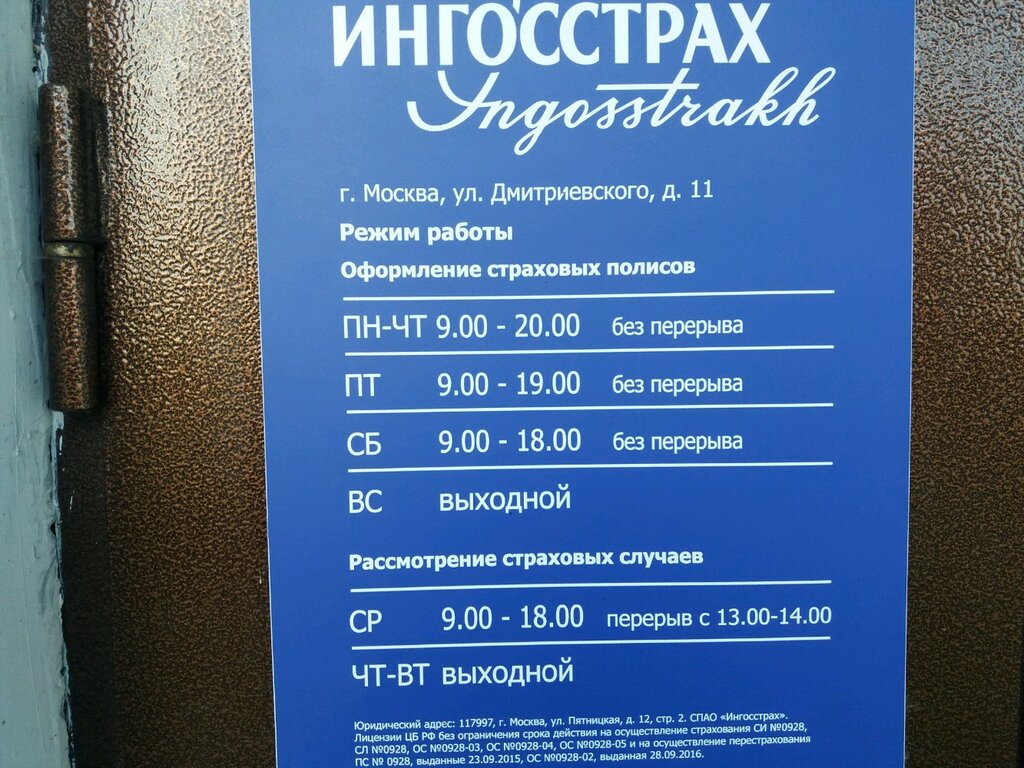 ИНГОССТРАХ
Ingosstrakh
г. Москва, ул. Дмитриевского, д. 11
Режим работы
Оформление страховых полисов
ПН-ЧТ 9.00 - 20.00 без перерыва
ПТ 9.00 - 19.00 без перерыва
СБ 9.00 - 18.00 без перерыва
ВС выходной
Рассмотрение страховых случаев
СР 9.00 - 18.00 перерыв с 13.00-14.00
ЧТ-ВТ выходной
Юридический адрес: 117997, г. Москва, ул. Пятницкая, д. 12, стр. 2. СПАО «Ингосстрах».
Лицензии ЦБ РФ без ограничения срока действия на осуществление страхования СИ №0928,
СЛ №0928, ОС №0928-03, ОС №0928-04, ОС №0928-05 и на осуществление перестрахования
ПС № 0928, выданные 23.09.2015, ОС №0928-02, выданная 28.09.2016.